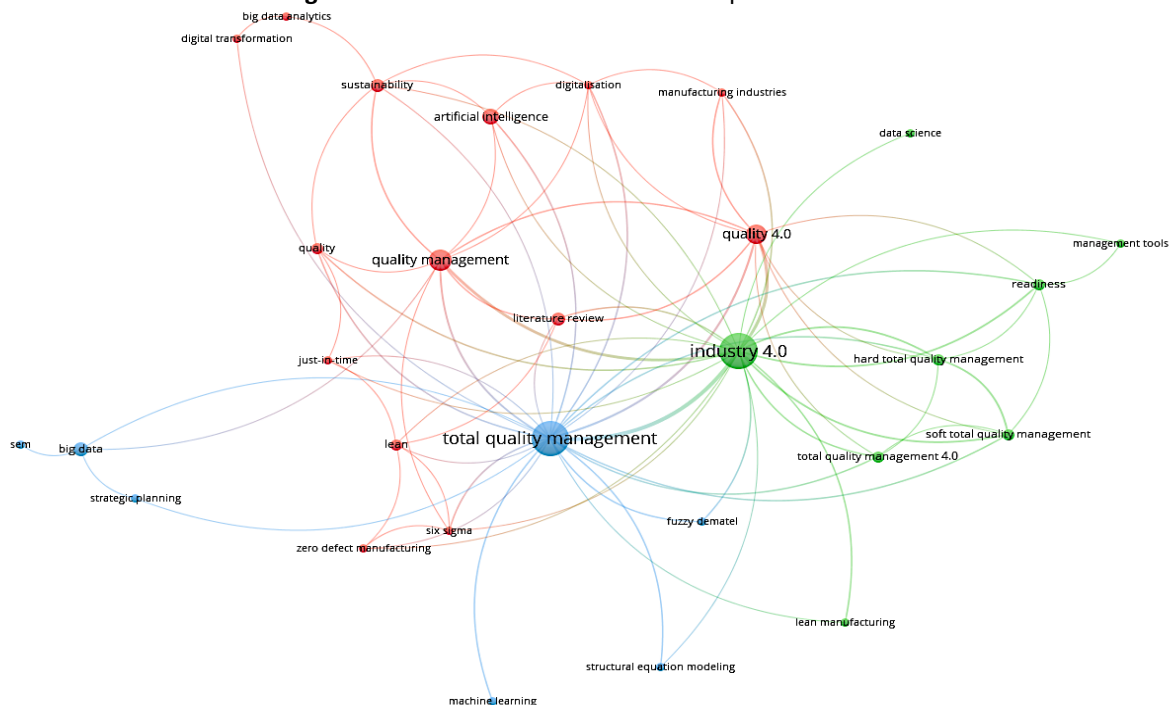 big data analytics
digital transformation
sustainability
digitalisation
manufacturing industries
artificial intelligence
data science
quality 4.0
management tools
quality
quality management
readiness
literature review
industry 4.0
just-in-time
hard total quality management
total quality management
soft total quality management
sem
big data
lean
total quality management 4.0
strategic planning
fuzzy dematel
six sigma
zero defect manufacturing
lean manufacturing
structural equation modeling
machine learning